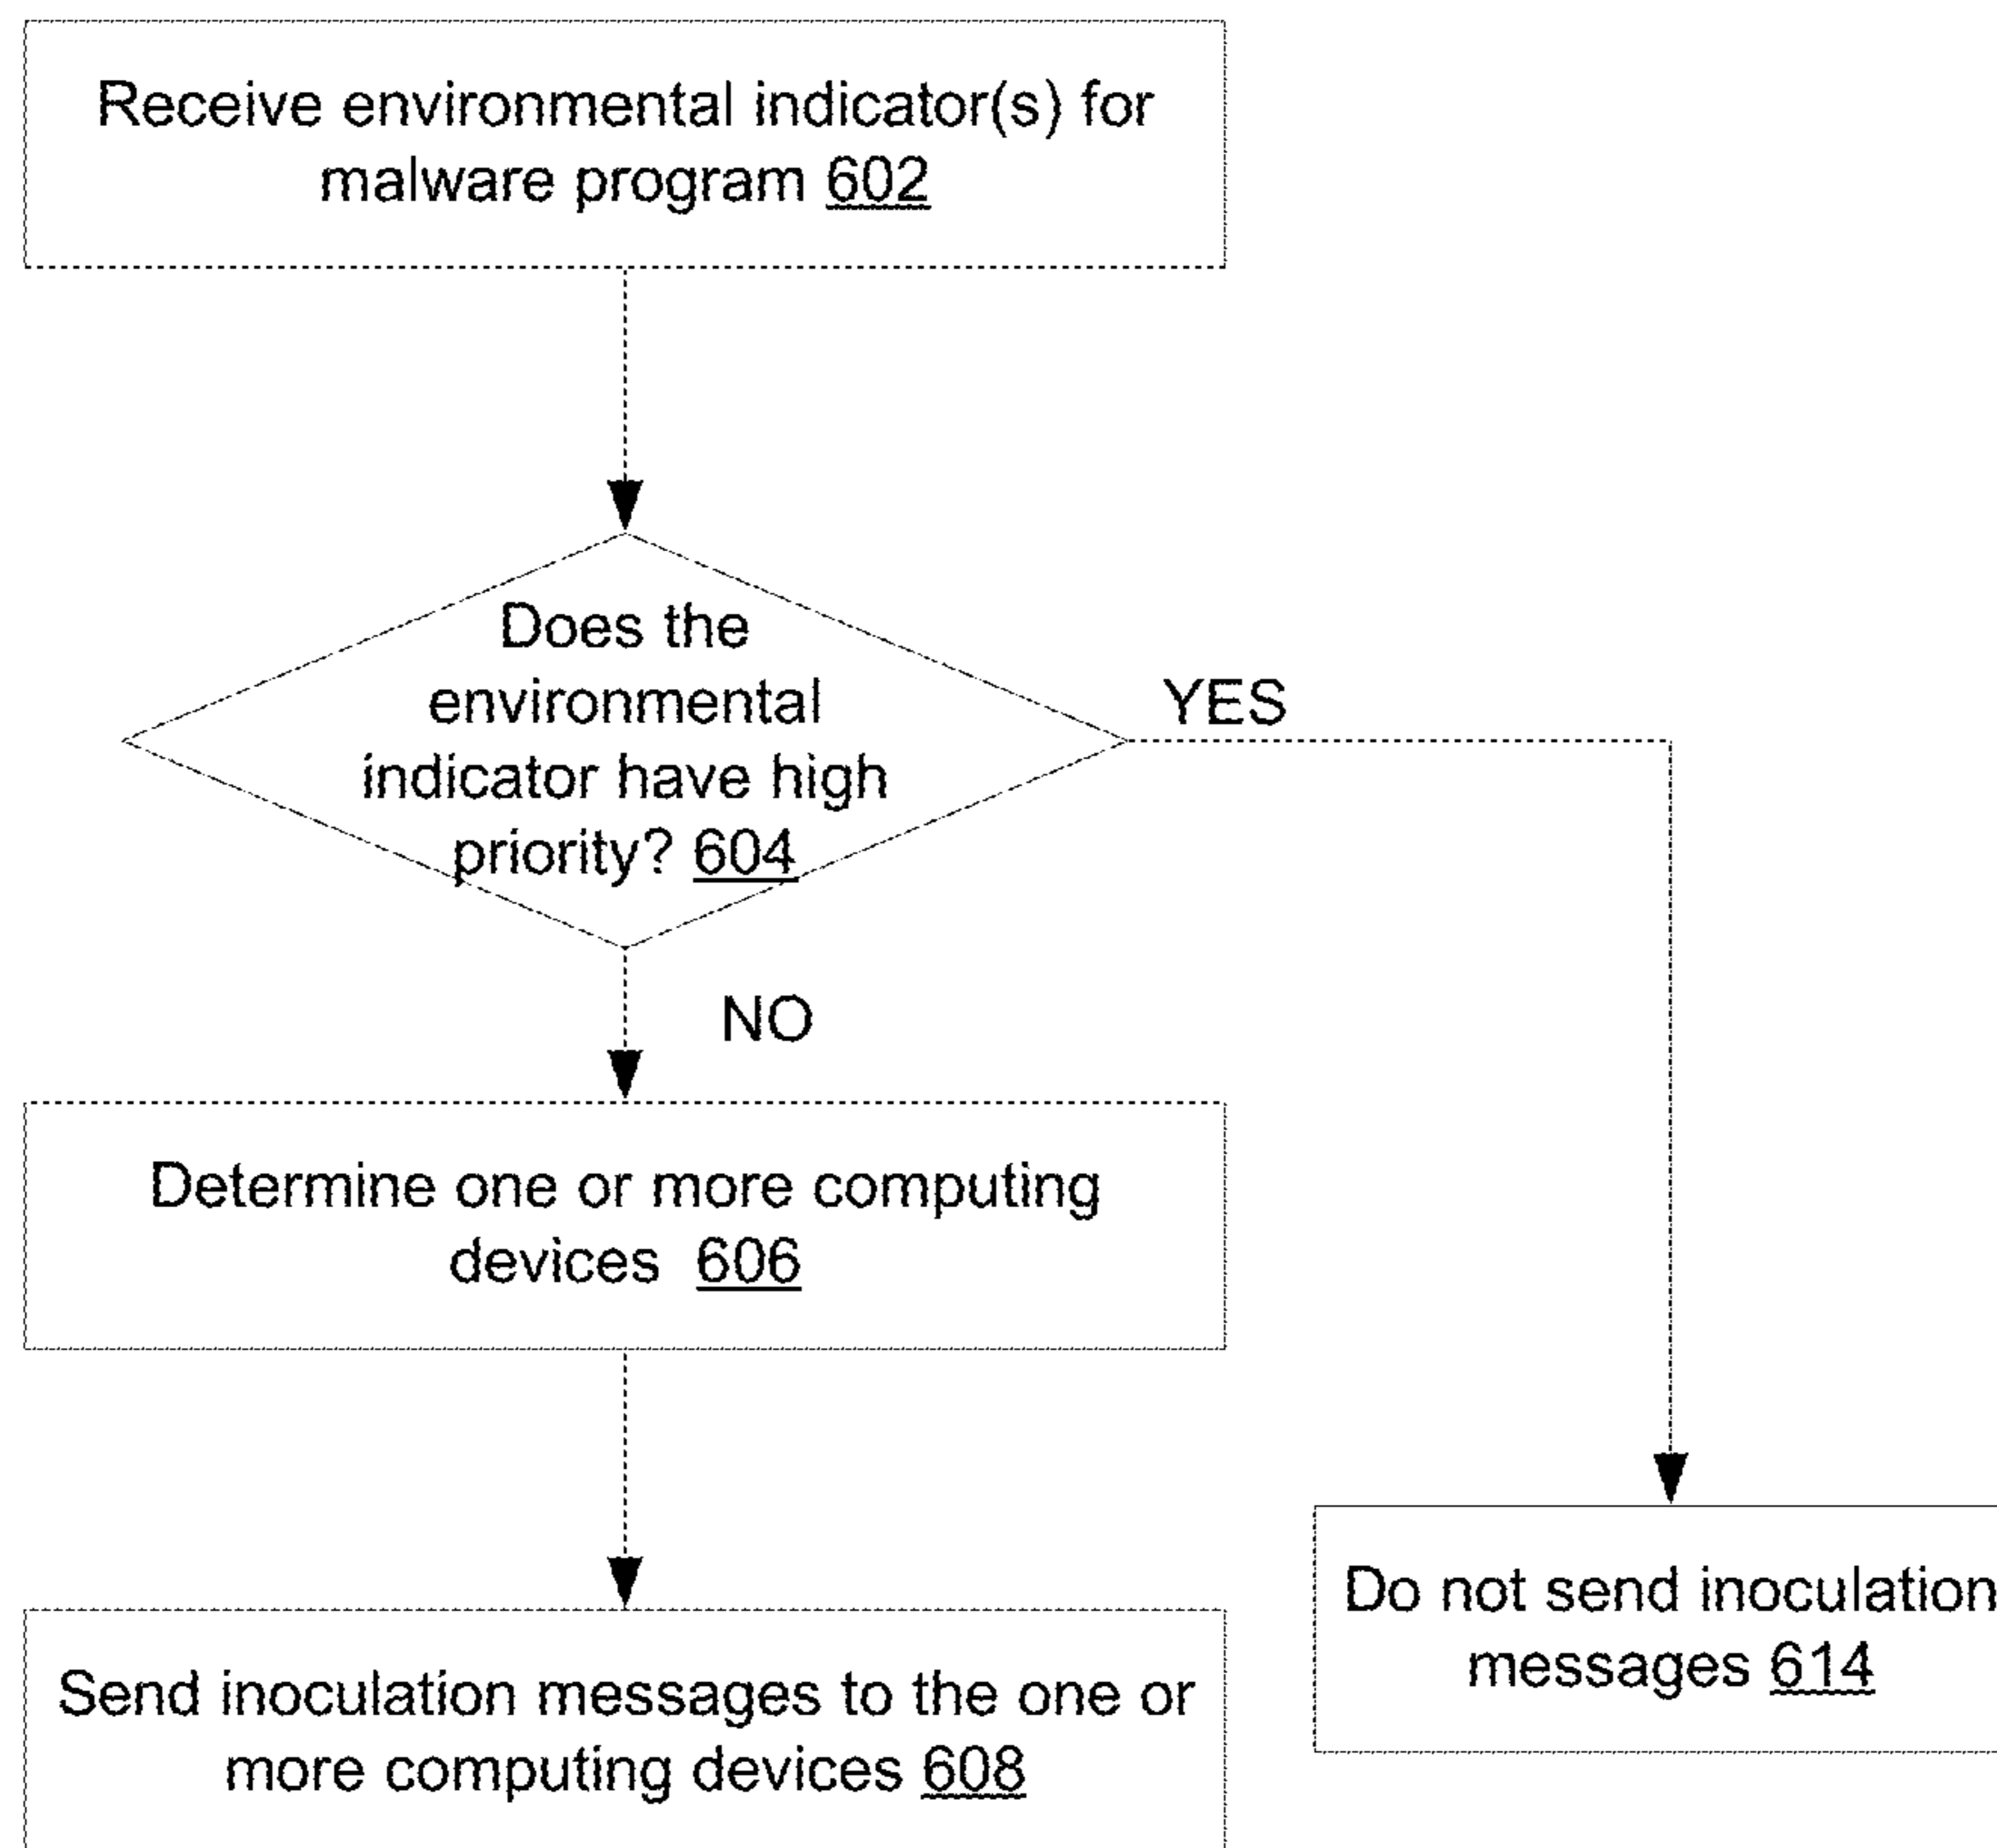 Receive environmental indicator(s) for
malware program 602
Does the
environmental
indicator have high
priority? 604
YES
NO
Determine one or more computing
devices 606
Send inoculation messages to the one or
more computing devices 608
Do not send inoculation
messages 614